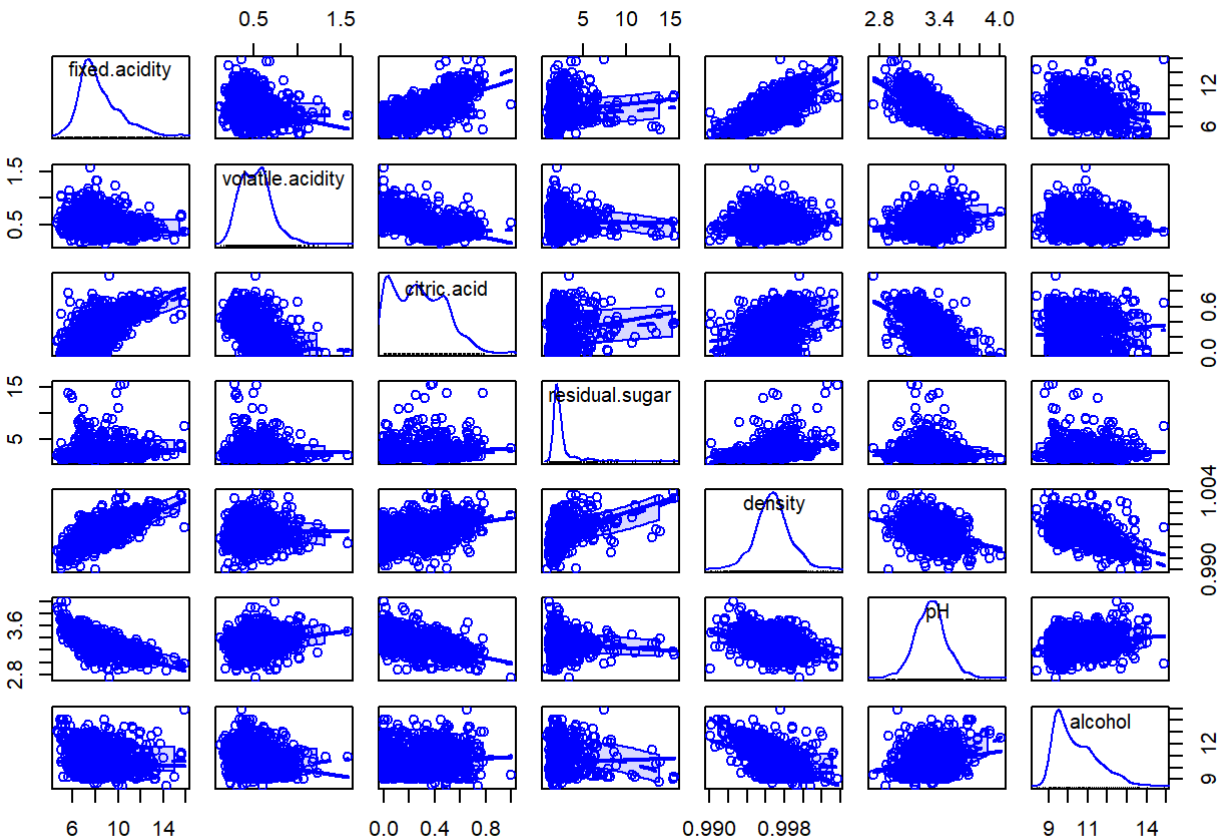 0.5 1.5 5 10 15 2.8 3.4 4.0
fixed.acidity
6 12
0.5 1.5
volatile.acidity
citric.acid
0.0 0.6
5 15
residual.sugar
density
0.990 1.004
2.8 3.6
pH
alcohol
9 12
6 10 14 0.0 0.4 0.8 0.990 0.998 9 11 14